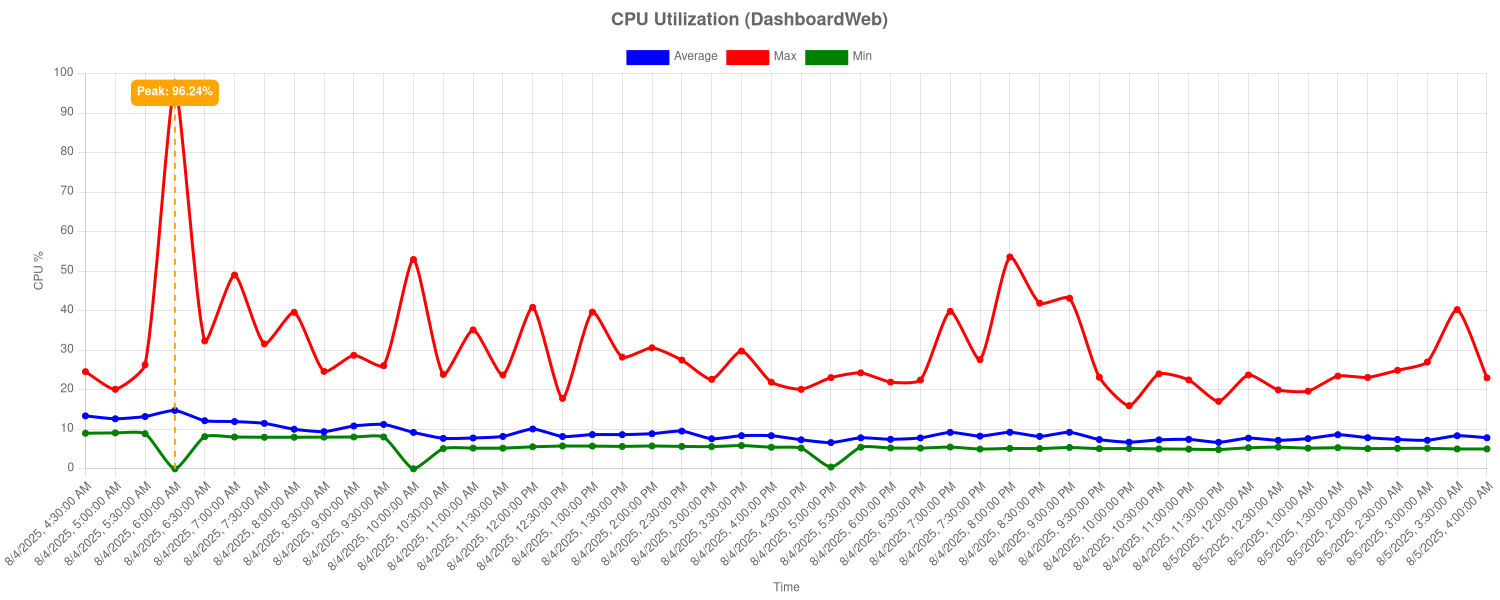 CPU Utilization (DashboardWeb)
Average Max Min
Peak: 96.24%
100
90
80
70
60
50
40
30
20
10
0
CPU %
8/4/2025, 4:30:00 AM
8/4/2025, 5:00:00 AM
8/4/2025, 5:30:00 AM
8/4/2025, 6:00:00 AM
8/4/2025, 6:30:00 AM
8/4/2025, 7:00:00 AM
8/4/2025, 7:30:00 AM
8/4/2025, 8:00:00 AM
8/4/2025, 8:30:00 AM
8/4/2025, 9:00:00 AM
8/4/2025, 9:30:00 AM
8/4/2025, 10:00:00 AM
8/4/2025, 10:30:00 AM
8/4/2025, 11:00:00 AM
8/4/2025, 11:30:00 AM
8/4/2025, 12:00:00 PM
8/4/2025, 12:30:00 PM
8/4/2025, 1:00:00 PM
8/4/2025, 1:30:00 PM
8/4/2025, 2:00:00 PM
8/4/2025, 2:30:00 PM
8/4/2025, 3:00:00 PM
8/4/2025, 3:30:00 PM
8/4/2025, 4:00:00 PM
8/4/2025, 4:30:00 PM
8/4/2025, 5:00:00 PM
8/4/2025, 5:30:00 PM
8/4/2025, 6:00:00 PM
8/4/2025, 6:30:00 PM
8/4/2025, 7:00:00 PM
8/4/2025, 7:30:00 PM
8/4/2025, 8:00:00 PM
8/4/2025, 8:30:00 PM
8/4/2025, 9:00:00 PM
8/4/2025, 9:30:00 PM
8/4/2025, 10:00:00 PM
8/4/2025, 10:30:00 PM
8/4/2025, 11:00:00 PM
8/4/2025, 11:30:00 PM
8/5/2025, 12:00:00 AM
8/5/2025, 12:30:00 AM
8/5/2025, 1:00:00 AM
8/5/2025, 1:30:00 AM
8/5/2025, 2:00:00 AM
8/5/2025, 2:30:00 AM
8/5/2025, 3:00:00 AM
8/5/2025, 3:30:00 AM
8/5/2025, 4:00:00 AM
Time